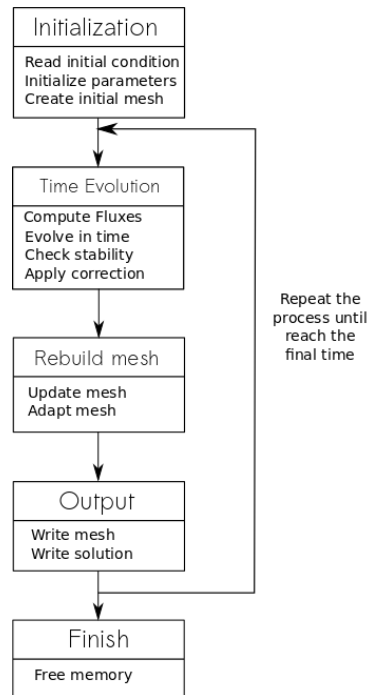 Initialization
Read initial condition
Initialize parameters
Create initial mesh
Time Evolution
Compute Fluxes
Evolve in time
Check stability
Apply correction
Repeat the
process until
reach the
final time
Rebuild mesh
Update mesh
Adapt mesh
Output
Write mesh
Write solution
Finish
Free memory